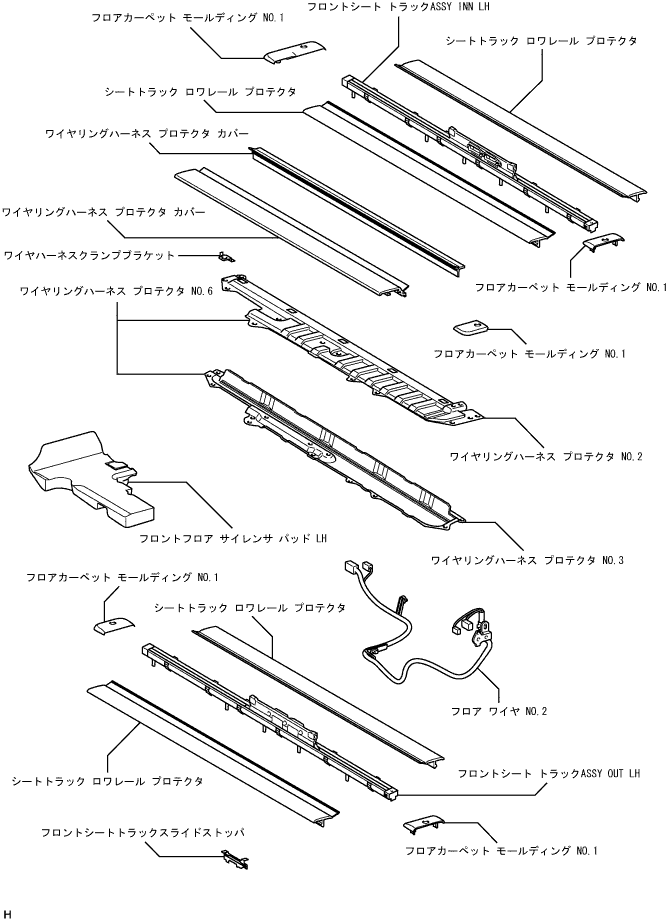 フロントシート トラックASSY INN LH
フロアカーペット モールディング NO.1
シートトラック ロワレール プロテクタ
シートトラック ロワレール プロテクタ
ワイヤリングハーネス プロテクタ カバー
ワイヤリングハーネス プロテクタ カバー
ワイヤハーネスクランプブラケット
フロアカーペット モールディング NO.1
ワイヤリングハーネス プロテクタ NO.6
フロアカーペット モールディング NO.1
ワイヤリングハーネス プロテクタ NO.2
フロントフロア サイレンサ パッド LH
ワイヤリングハーネス プロテクタ NO.3
フロアカーペット モールディング NO.1
シートトラック ロワレール プロテクタ
フロア ワイヤ NO.2
シートトラック ロワレール プロテクタ
フロントシート トラックASSY OUT LH
フロントシートトラックスライドストッパ
フロアカーペット モールディング NO.1
H